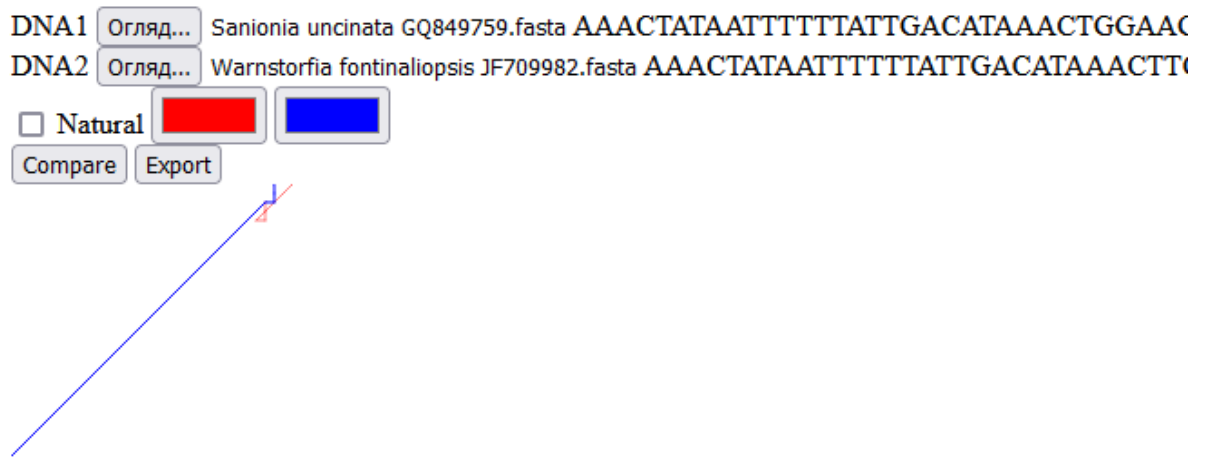 DNA1 Огляд... Sanionia uncinata GQ849759.fasta AAACTATAATTTTTTATTGACATAAACTGGAAC
DNA2 Огляд... Warnstorfia fontinaliopsis JF709982.fasta AAACTATAATTTTTTATTGACATAAACTT
Natural
Compare Export